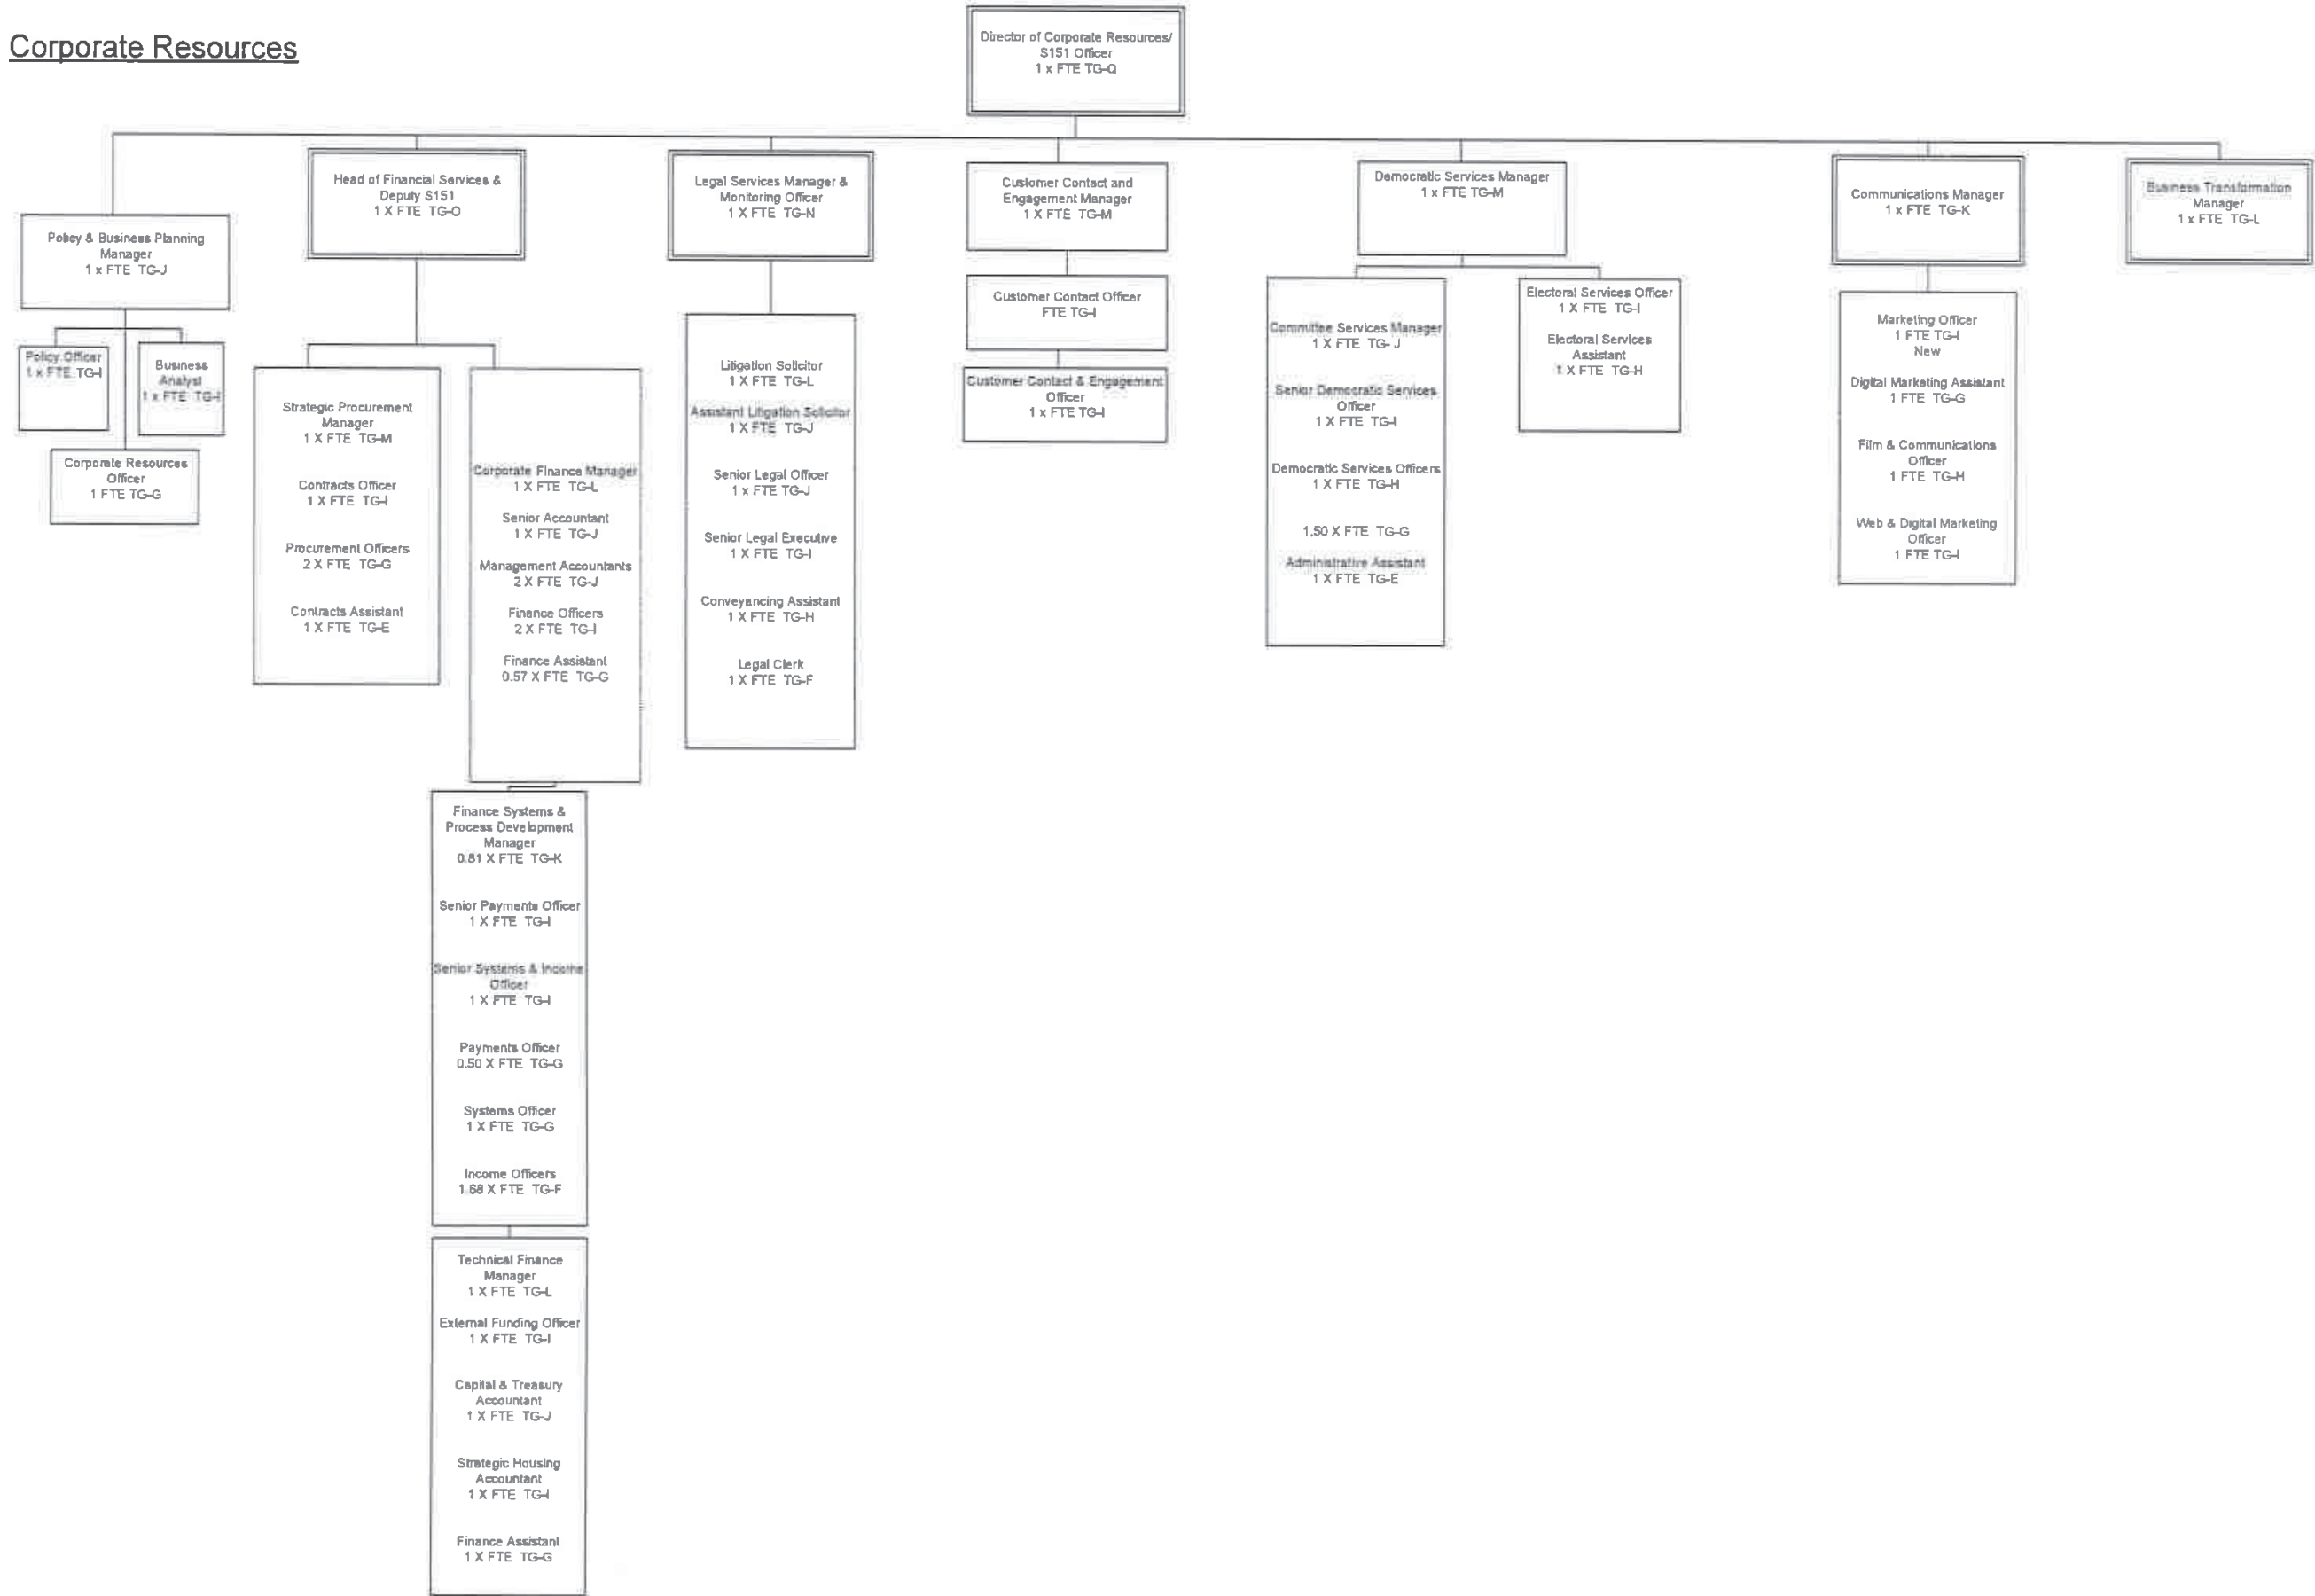 Corporate Resources
Director of Corporate Resources/
S151 Officer
1 x FTE TG-Q
Policy & Business Planning
Manager
1 x FTE TG-J
Policy Officer
1 x FTE TG-I
Business
Analyst
1 x FTE TG-I
Corporate Resources
Officer
1 FTE TG-G
Head of Financial Services &
Deputy S151
1 X FTE TG-O
Strategic Procurement
Manager
1 X FTE TG-M
Contracts Officer
1 X FTE TG-I
Procurement Officers
2 X FTE TG-G
Contracts Assistant
1 X FTE TG-E
Corporate Finance Manager
1 X FTE TG-L
Senior Accountant
1 X FTE TG-J
Management Accountants
2 X FTE TG-J
Finance Officers
2 X FTE TG-I
Finance Assistant
0.57 X FTE TG-G
Finance Systems &
Process Development
Manager
0.81 X FTE TG-K
Senior Payments Officer
1 X FTE TG-I
Senior Systems & Income
Officer
1 X FTE TG-I
Payments Officer
0.50 X FTE TG-G
Systems Officer
1 X FTE TG-G
Income Officers
1.68 X FTE TG-F
Technical Finance
Manager
1 X FTE TG-L
External Funding Officer
1 X FTE TG-I
Capital & Treasury
Accountant
1 X FTE TG-J
Strategic Housing
Accountant
1 X FTE TG-I
Finance Assistant
1 X FTE TG-G
Legal Services Manager &
Monitoring Officer
1 X FTE TG-N
Litigation Solicitor
1 X FTE TG-L
Assistant Litigation Solicitor
1 X FTE TG-J
Senior Legal Officer
1 x FTE TG-J
Senior Legal Executive
1 X FTE TG-I
Conveyancing Assistant
1 X FTE TG-H
Legal Clerk
1 X FTE TG-F
Customer Contact and
Engagement Manager
1 X FTE TG-M
Customer Contact Officer
FTE TG-I
Customer Contact & Engagement
Officer
1 x FTE TG-I
Democratic Services Manager
1 x FTE TG-M
Committee Services Manager
1 X FTE TG- J
Senior Democratic Services
Officer
1 X FTE TG-I
Democratic Services Officers
1 X FTE TG-H
1.50 X FTE TG-G
Administrative Assistant
1 X FTE TG-E
Electoral Services Officer
1 X FTE TG-I
Electoral Services
Assistant
1 X FTE TG-H
Communications Manager
1 x FTE TG-K
Marketing Officer
1 FTE TG-I
New
Digital Marketing Assistant
1 FTE TG-G
Film & Communications
Officer
1 FTE TG-H
Web & Digital Marketing
Officer
1 FTE TG-I
Business Transformation
Manager
1 x FTE TG-L